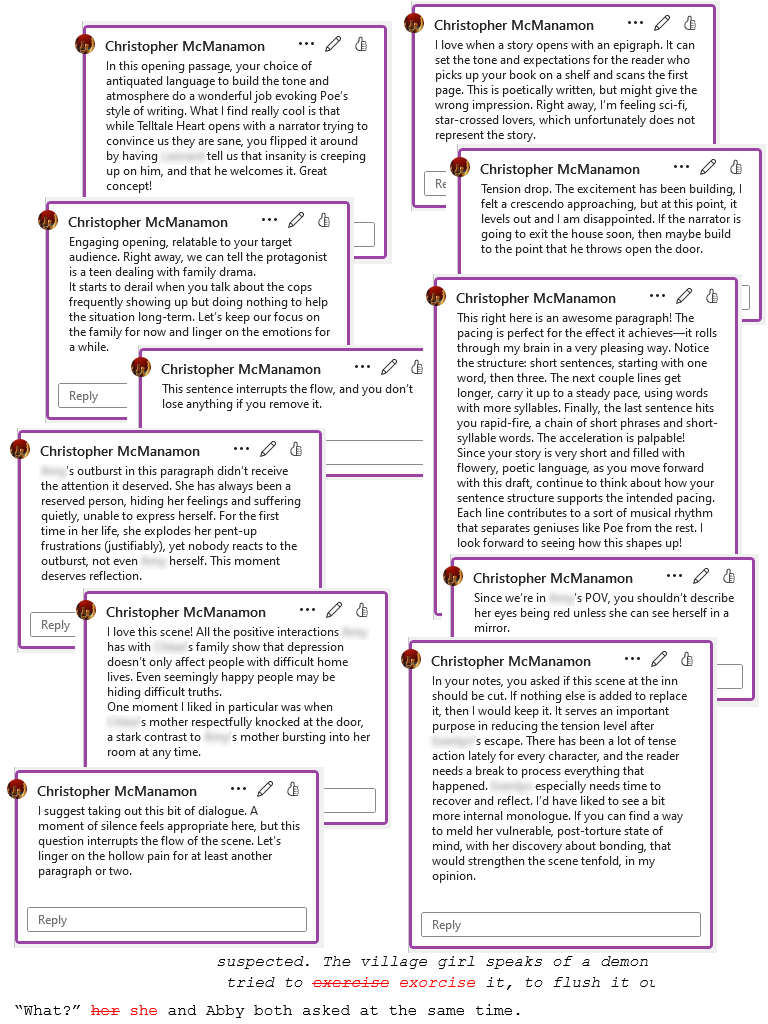 Christopher McManamon
In this opening passage, your choice of
antiquated language to build the tone and
atmosphere do a wonderful job evoking Poe's
style of writing. What I find really cool is that
while Telltale Heart opens with a narrator trying to
convince us they are sane, you flipped it around
by having tell us that insanity is creeping
up on him, and that he welcomes it. Great
concept!
Christopher McManamon
I love when a story opens with an epigraph. It can
set the tone and expectations for the reader who
picks up your book on a shelf and scans the first
page. This is poetically written, but might give the
wrong impression. Right away, I'm feeling sci-fi,
star-crossed lovers, which unfortunately does not
represent the story.
Re
Christopher McManamon
Tension drop. The excitement has been building, I
felt a crescendo approaching, but at this point, it
levels out and I am disappointed. If the narrator is
going to exit the house soon, then maybe build
to the point that he throws open the door.
Christopher McManamon
Engaging opening, relatable to your target
audience. Right away, we can tell the protagonist
is a teen dealing with family drama.
It starts to derail when you talk about the cops
frequently showing up but doing nothing to help
the situation long-term. Let's keep our focus on
the family for now and linger on the emotions for
a while.
Reply
Christopher McManamon
This sentence interrupts the flow, and you don't
lose anything if you remove it.
Christopher McManamon
This right here is an awesome paragraph! The
pacing is perfect for the effect it achieves—it rolls
through my brain in a very pleasing way. Notice
the structure: short sentences, starting with one
word, then three. The next couple lines get
longer, carry it up to a steady pace, using words
with more syllables. Finally, the last sentence hits
you rapid-fire, a chain of short phrases and short-
syllable words. The acceleration is palpable!
Since your story is very short and filled with
flowery, poetic language, as you move forward
with this draft, continue to think about how your
sentence structure supports the intended pacing.
Each line contributes to a sort of musical rhythm
that separates geniuses like Poe from the rest. I
look forward to seeing how this shapes up!
Christopher McManamon
's outburst in this paragraph didn't receive
the attention it deserved. She has always been a
reserved person, hiding her feelings and suffering
quietly, unable to express herself. For the first
time in her life, she explodes her pent-up
frustrations (justifiably), yet nobody reacts to the
outburst, not even herself. This moment
deserves reflection.
Reply
Christopher McManamon
Since we're in 's POV, you shouldn't describe
her eyes being red unless she can see herself in a
mirror.
Christopher McManamon
I love this scene! All the positive interactions
has with 's family show that depression
doesn't only affect people with difficult home
lives. Even seemingly happy people may be
hiding difficult truths.
One moment I liked in particular was when
's mother respectfully knocked at the door,
a stark contrast to 's mother bursting into her
room at any time.
Christopher McManamon
In your notes, you asked if this scene at the inn
should be cut. If nothing else is added to replace
it, then I would keep it. It serves an important
purpose in reducing the tension level after
's escape. There has been a lot of tense
action lately for every character, and the reader
needs a break to process everything that
happened. especially needs time to
recover and reflect. I'd have liked to see a bit
more internal monologue. If you can find a way
to meld her vulnerable, post-torture state of
mind, with her discovery about bonding, that
would strengthen the scene tenfold, in my
opinion.
Reply
Christopher McManamon
I suggest taking out this bit of dialogue. A
moment of silence feels appropriate here, but this
question interrupts the flow of the scene. Let's
linger on the hollow pain for at least another
paragraph or two.
Reply
suspected. The village girl speaks of a demon
tried to exercise exorcise it, to flush it ou
“What?” her she and Abby both asked at the same time.